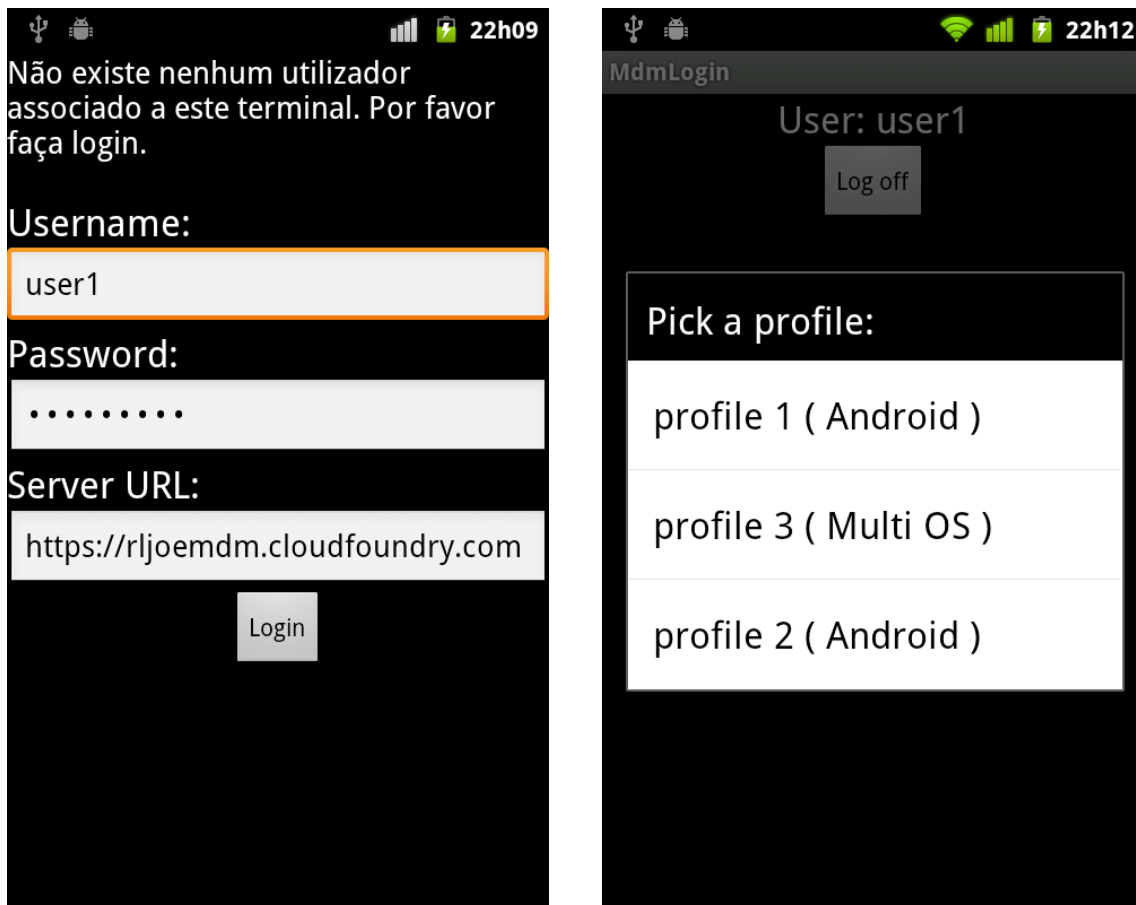 22h09
Não existe nenhum utilizador
associado a este terminal. Por favor
faça login.
Username:
user1
Password:
•••••••••
Server URL:
https://rljoemdm.cloudfoundry.com
Login
22h12
MdmLogin
User: user1
Log off
Pick a profile:
profile 1 ( Android )
profile 3 ( Multi OS )
profile 2 ( Android )